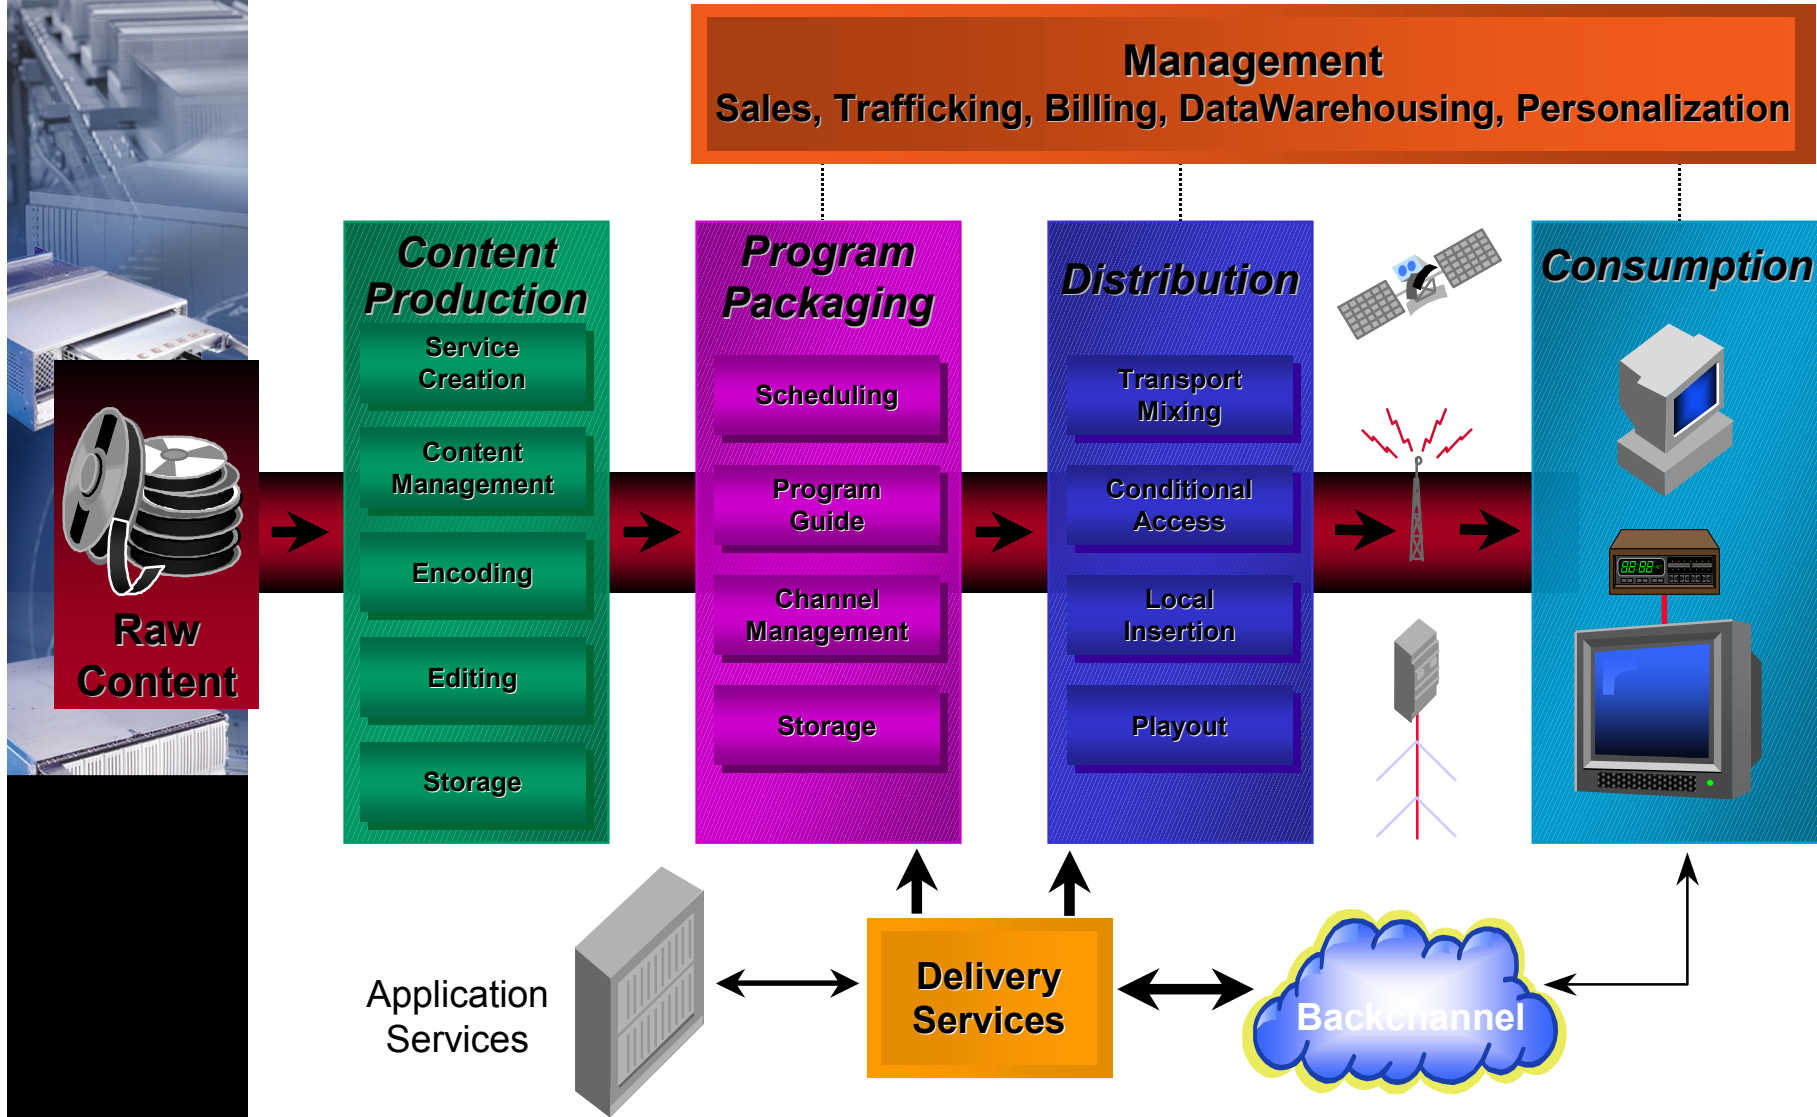 Management
Sales, Trafficking, Billing, DataWarehousing, Personalization
Content
Production
Service
Creation
Content
Management
Encoding
Editing
Storage
Program
Packaging
Scheduling
Program
Guide
Channel
Management
Storage
Distribution
Transport
Mixing
Conditional
Access
Local
Insertion
Playout
Consumption
88:88
Raw
Content
Application
Services
Delivery
Services
Backchannel